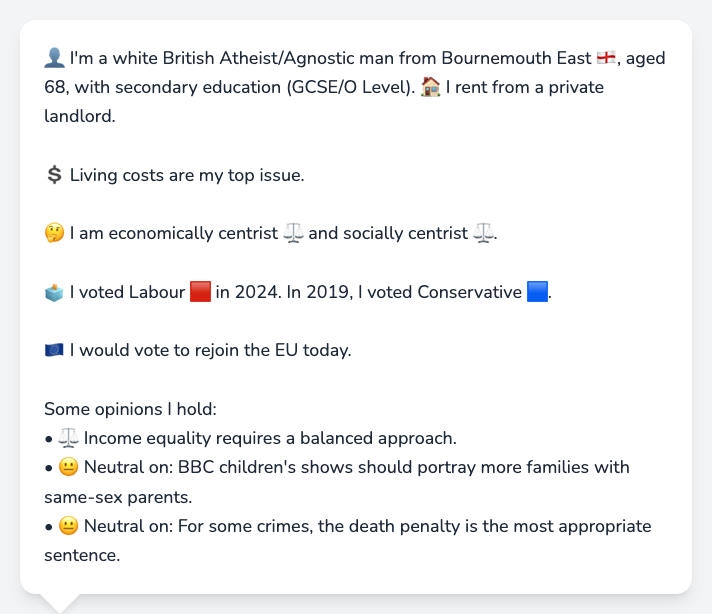 👤 I'm a white British Atheist/Agnostic man from Bournemouth East 🏴󠁧󠁢󠁥󠁮󠁧󠁿, aged
68, with secondary education (GCSE/O Level). 🏠 I rent from a private
landlord.
💲 Living costs are my top issue.
🤔 I am economically centrist ⚖️ and socially centrist ⚖️.
🗳️ I voted Labour 🟥 in 2024. In 2019, I voted Conservative 🟦.
🇪🇺 I would vote to rejoin the EU today.
Some opinions I hold:
• ⚖️ Income equality requires a balanced approach.
• 😐 Neutral on: BBC children's shows should portray more families with
same-sex parents.
• 😐 Neutral on: For some crimes, the death penalty is the most appropriate
sentence.